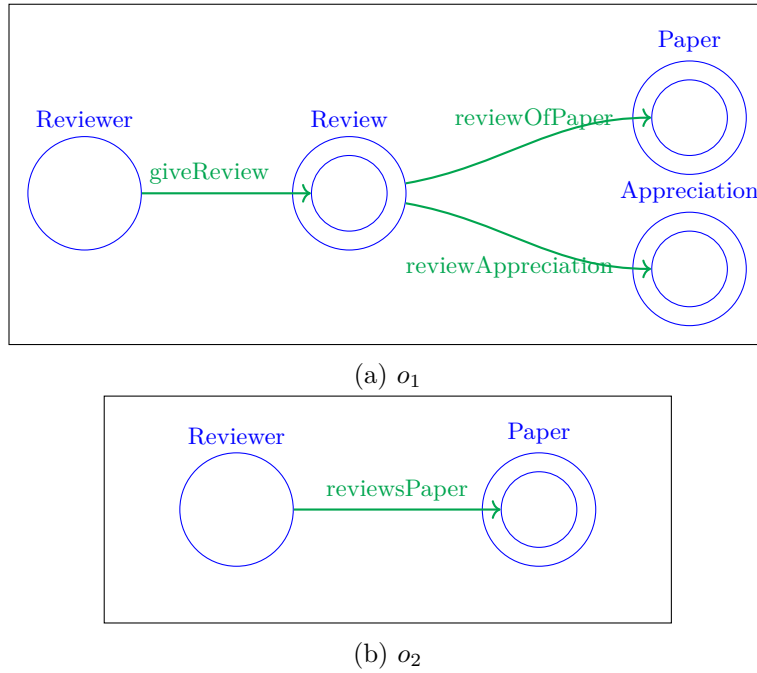 Paper
Reviewer
Review
reviewOfPaper
giveReview
Appreciation
reviewAppreciation
(a) o₁
Paper
Reviewer
reviewsPaper
(b) o₂